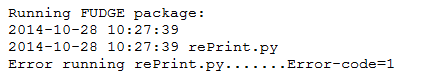 Running FUDGE package:
2014-10-28 10:27:39
2014-10-28 10:27:39 rePrint.py
Error running rePrint.py.......Error-code=1